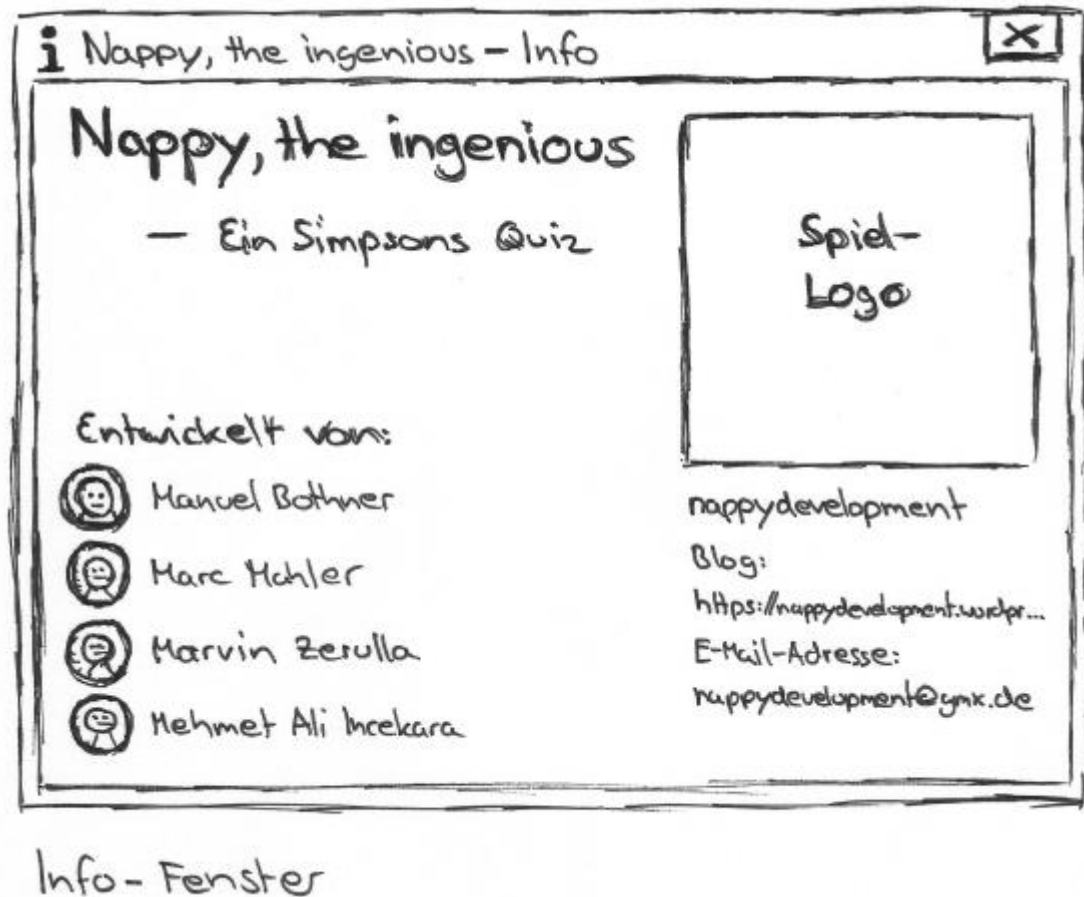 i Nappy, the ingenious – Info
X
Nappy, the ingenious
– Ein Simpsons Quiz
Spiel-
Logo
Entwickelt von:
Manuel Bothner
Marc Mahler
Marvin Zerulla
Mehmet Ali Incekara
nappydevelopment
Blog:
https://nappydevelopment.wordpr...
E-Mail-Adresse:
nappydevelopment@gmx.de
Info - Fenster